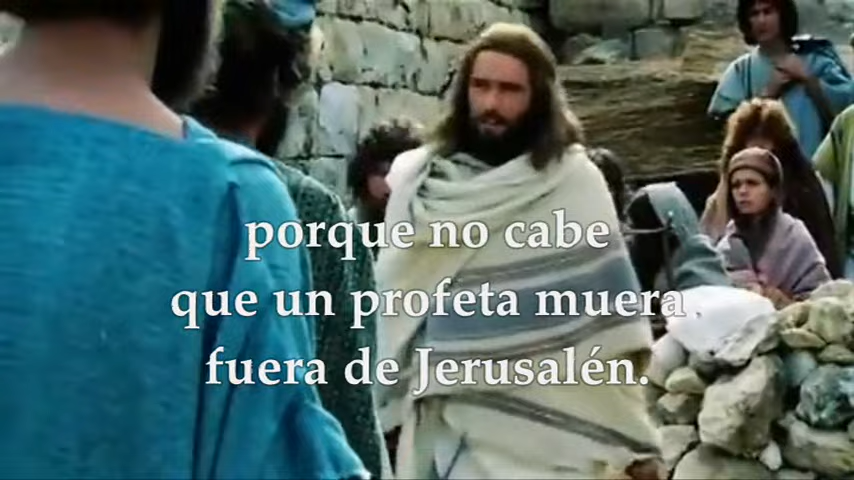 porque no cabe
que un profeta muera
fuera de Jerusalén.